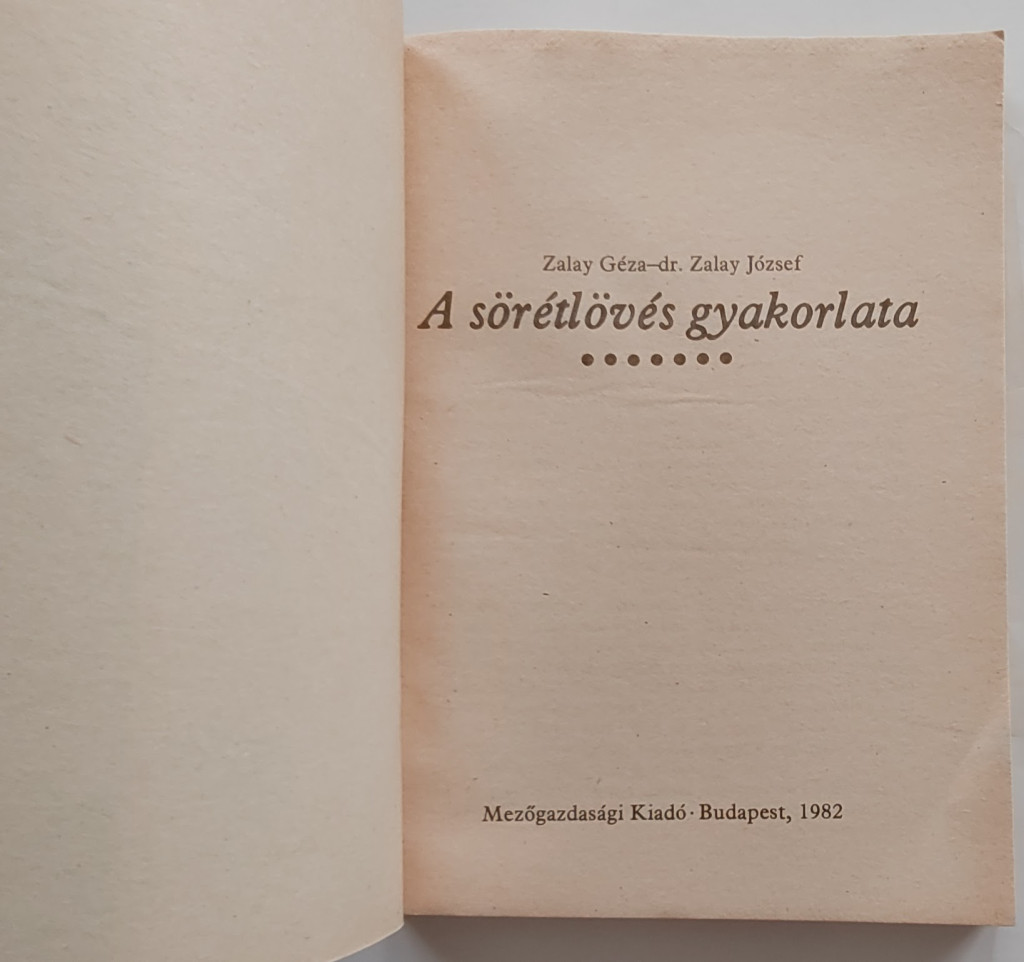 Zalay Géza–dr. Zalay József
A sörétlövés gyakorlata
Mezőgazdasági Kiadó · Budapest, 1982